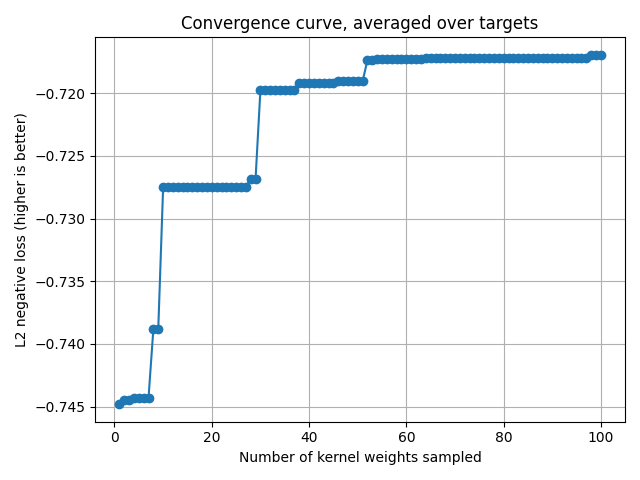 Convergence curve, averaged over targets
L2 negative loss (higher is better)
−0.720
−0.725
−0.730
−0.735
−0.740
−0.745
0 20 40 60 80 100
Number of kernel weights sampled